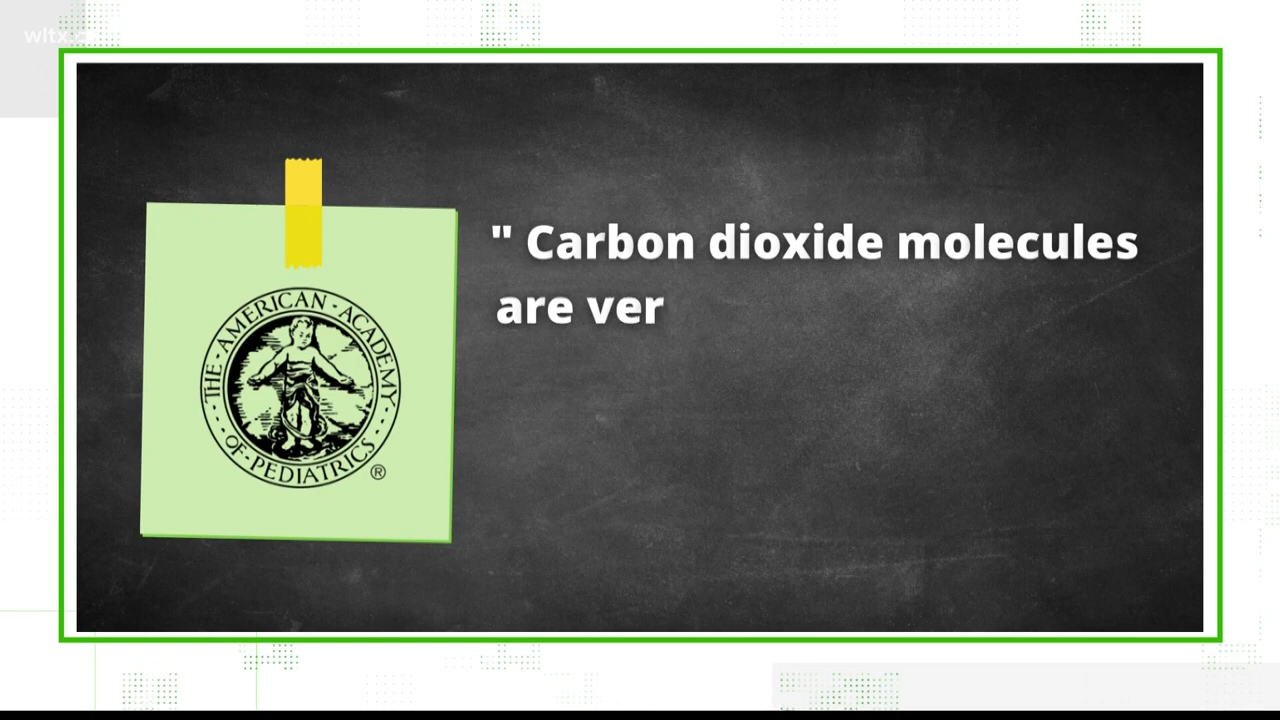 wltx
THE · AMERICAN · ACADEMY · OF · PEDIATRICS
®
" Carbon dioxide molecules
are ver